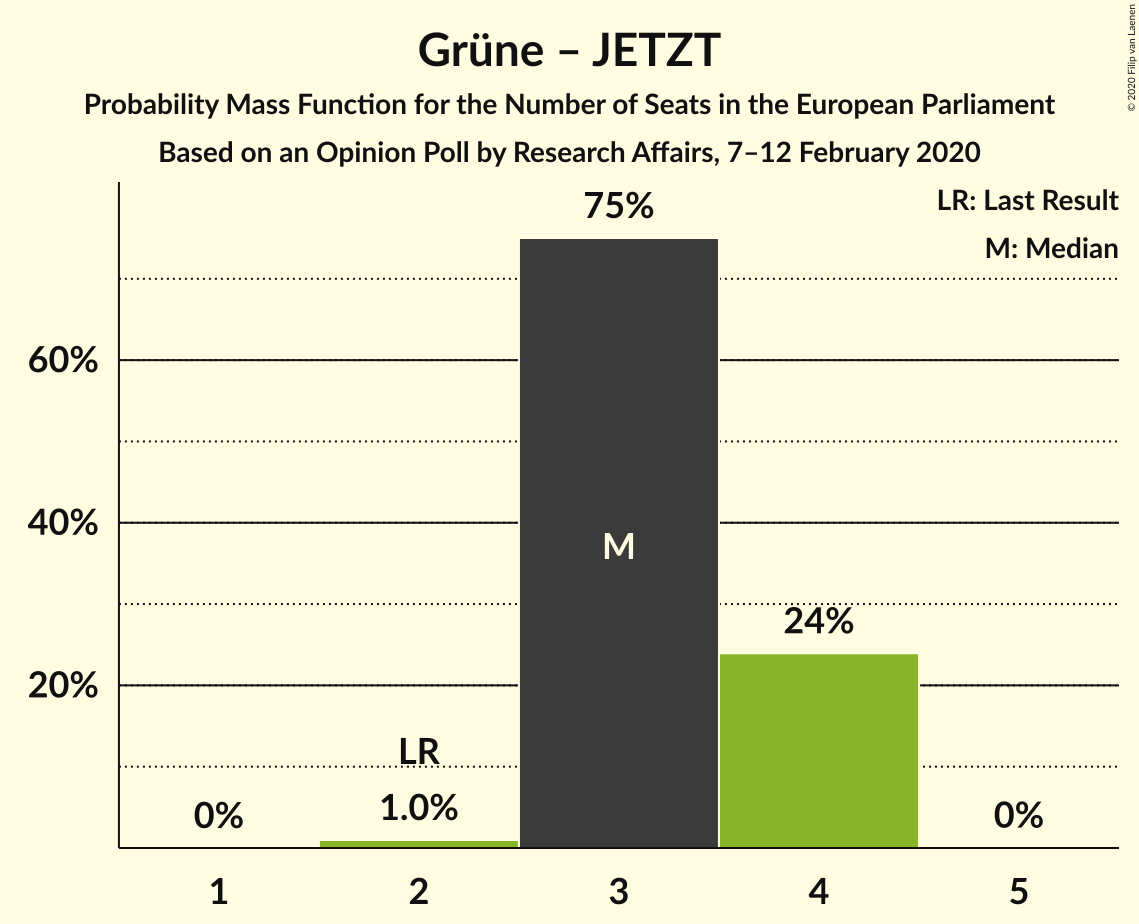 Grüne – JETZT
Probability Mass Function for the Number of Seats in the European Parliament
Based on an Opinion Poll by Research Affairs, 7–12 February 2020
© 2020 Filip van Laenen
LR: Last Result
M: Median
75%
60%
40%
20%
M
24%
LR
0%
1.0%
0%
1 2 3 4 5